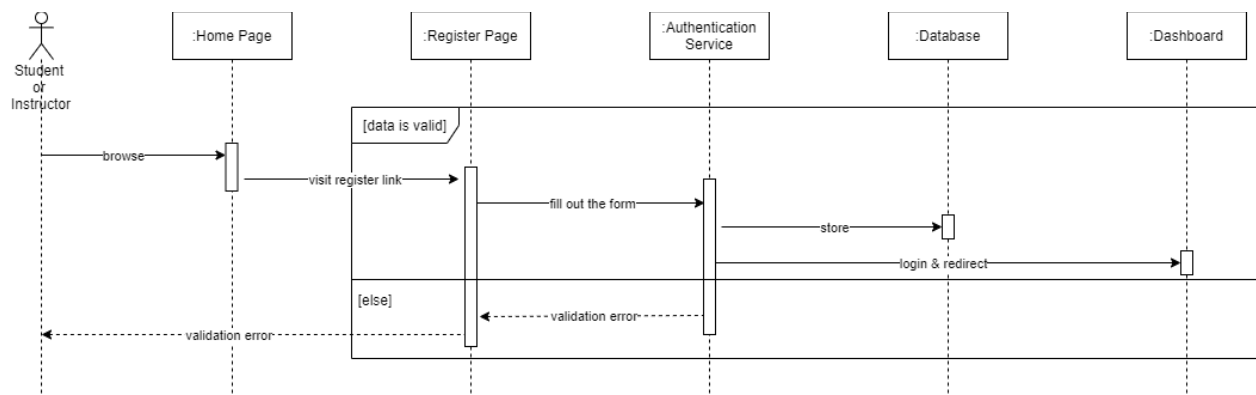 :Home Page
:Register Page
:Authentication
Service
:Database
:Dashboard
Student
or
Instructor
[data is valid]
browse
visit register link
fill out the form
store
login & redirect
[else]
validation error
validation error